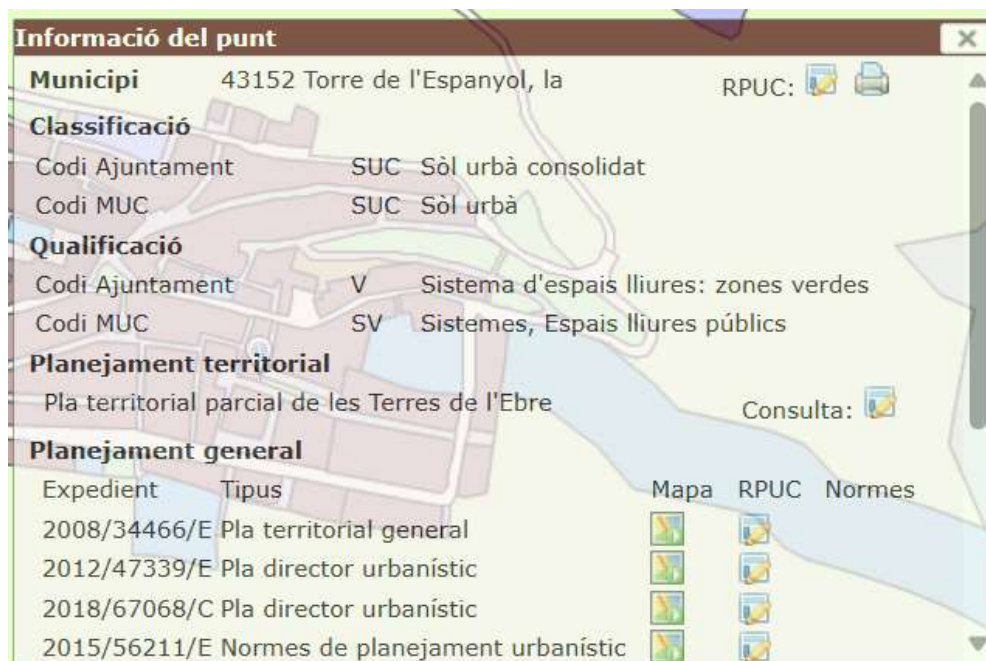 Informació del punt
Municipi 43152 Torre de l'Espanyol, la RPUC:
Classificació
Codi Ajuntament SUC Sòl urbà consolidat
Codi MUC SUC Sòl urbà
Qualificació
Codi Ajuntament V Sistema d'espais lliures: zones verdes
Codi MUC SV Sistemes, Espais lliures públics
Planejament territorial
Pla territorial parcial de les Terres de l'Ebre Consulta:
Planejament general
Expedient Tipus Mapa RPUC Normes
2008/34466/E Pla territorial general
2012/47339/E Pla director urbanístic
2018/67068/C Pla director urbanístic
2015/56211/E Normes de planejament urbanístic